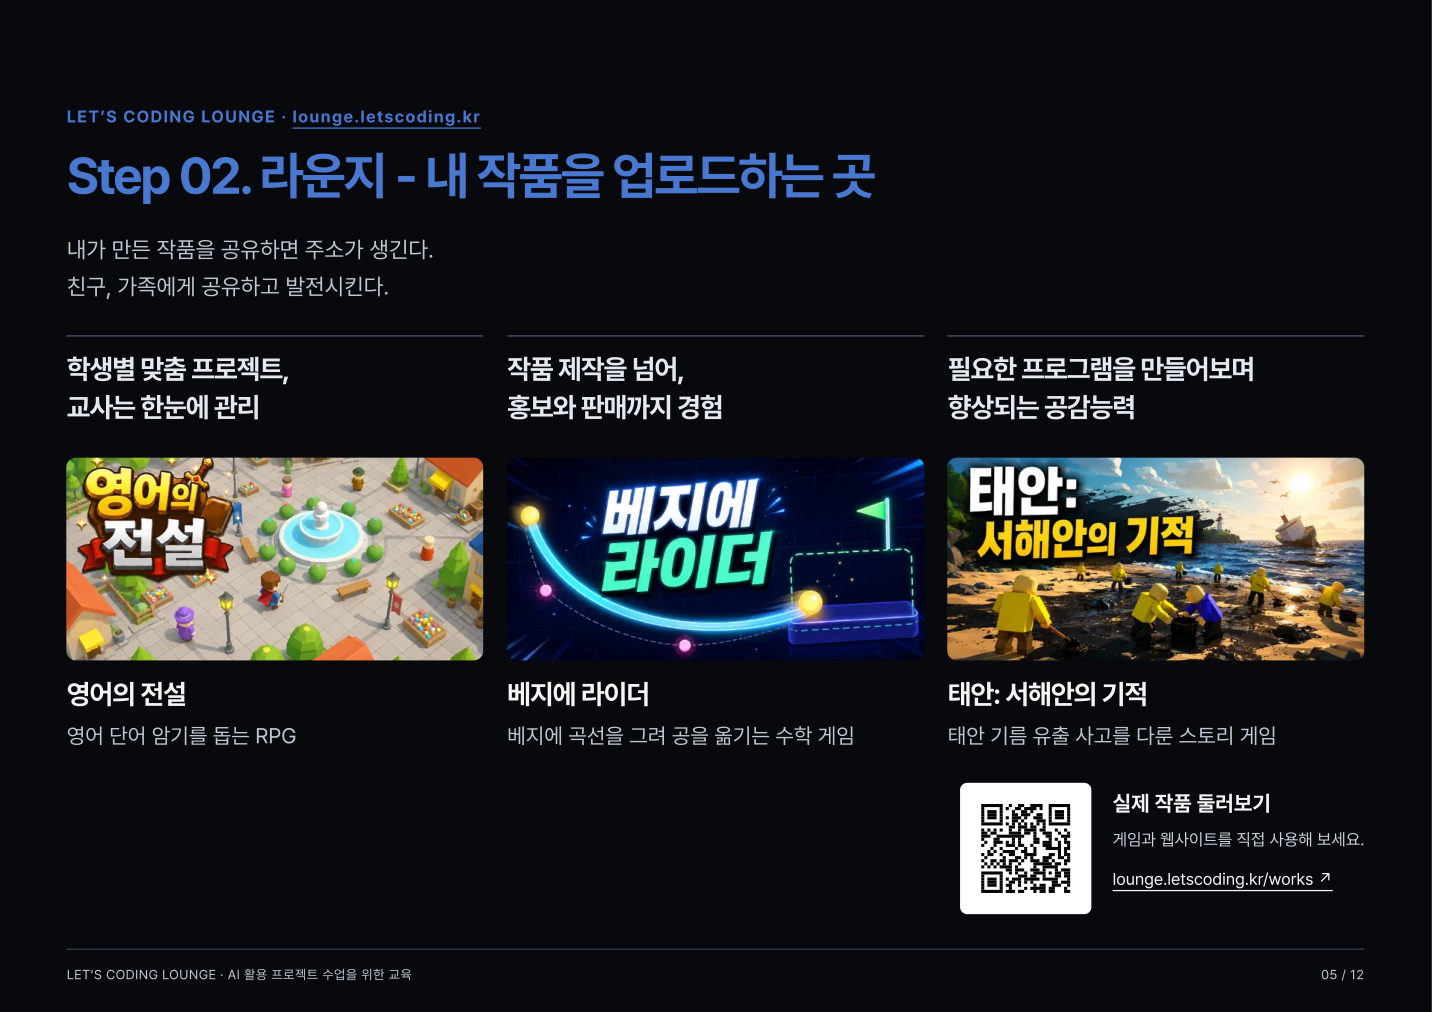 LET'S CODING LOUNGE · lounge.letscoding.kr
Step 02. 라운지 - 내 작품을 업로드하는 곳
내가 만든 작품을 공유하면 주소가 생긴다.
친구, 가족에게 공유하고 발전시킨다.
학생별 맞춤 프로젝트,
교사는 한눈에 관리
영어의
전설
영어의 전설
영어 단어 암기를 돕는 RPG
작품 제작을 넘어,
홍보와 판매까지 경험
베지에
라이더
베지에 라이더
베지에 곡선을 그려 공을 옮기는 수학 게임
필요한 프로그램을 만들어보며
향상되는 공감능력
태안:
서해안의 기적
태안: 서해안의 기적
태안 기름 유출 사고를 다룬 스토리 게임
실제 작품 둘러보기
게임과 웹사이트를 직접 사용해 보세요.
lounge.letscoding.kr/works ↗
LET'S CODING LOUNGE · AI 활용 프로젝트 수업을 위한 교육
05 / 12